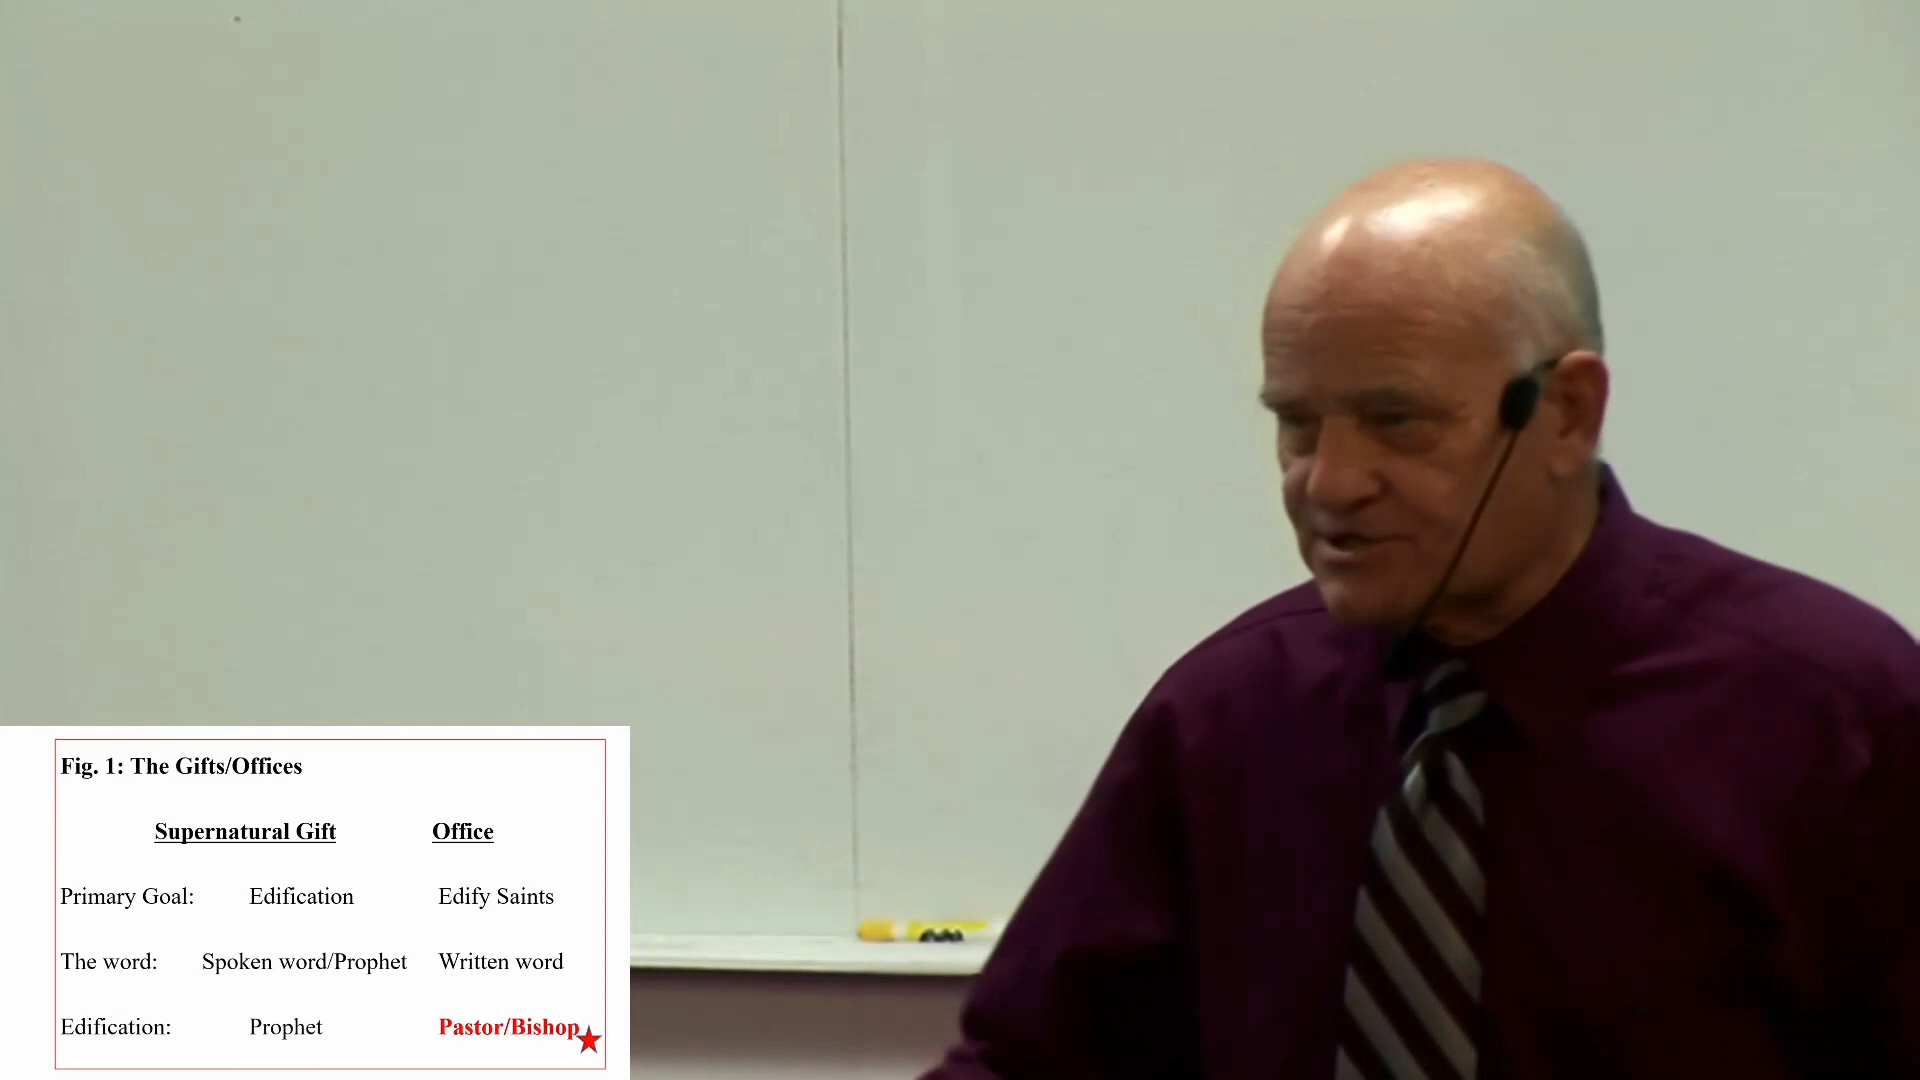 Fig. 1: The Gifts/Offices
Supernatural Gift Office
Primary Goal: Edification Edify Saints
The word: Spoken word/Prophet Written word
Edification: Prophet Pastor/Bishop